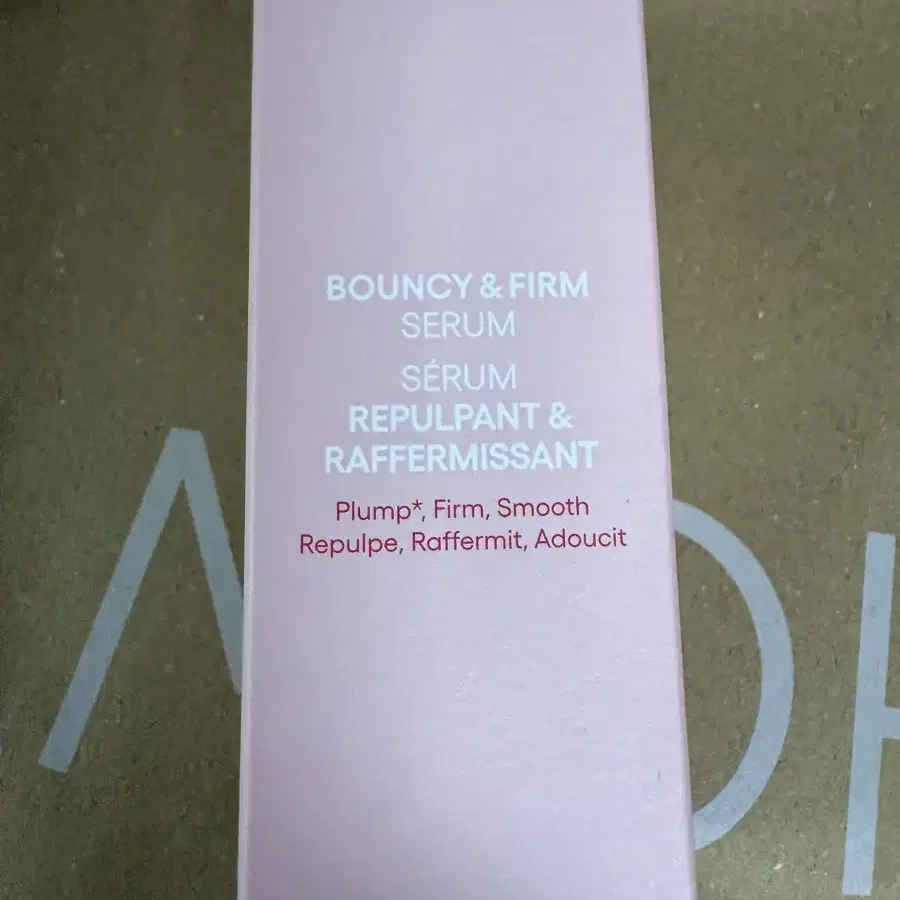 BOUNCY & FIRM
SERUM
SÉRUM
REPULPANT &
RAFFERMISSANT
Plump*, Firm, Smooth
Repulpe, Raffermit, Adoucit